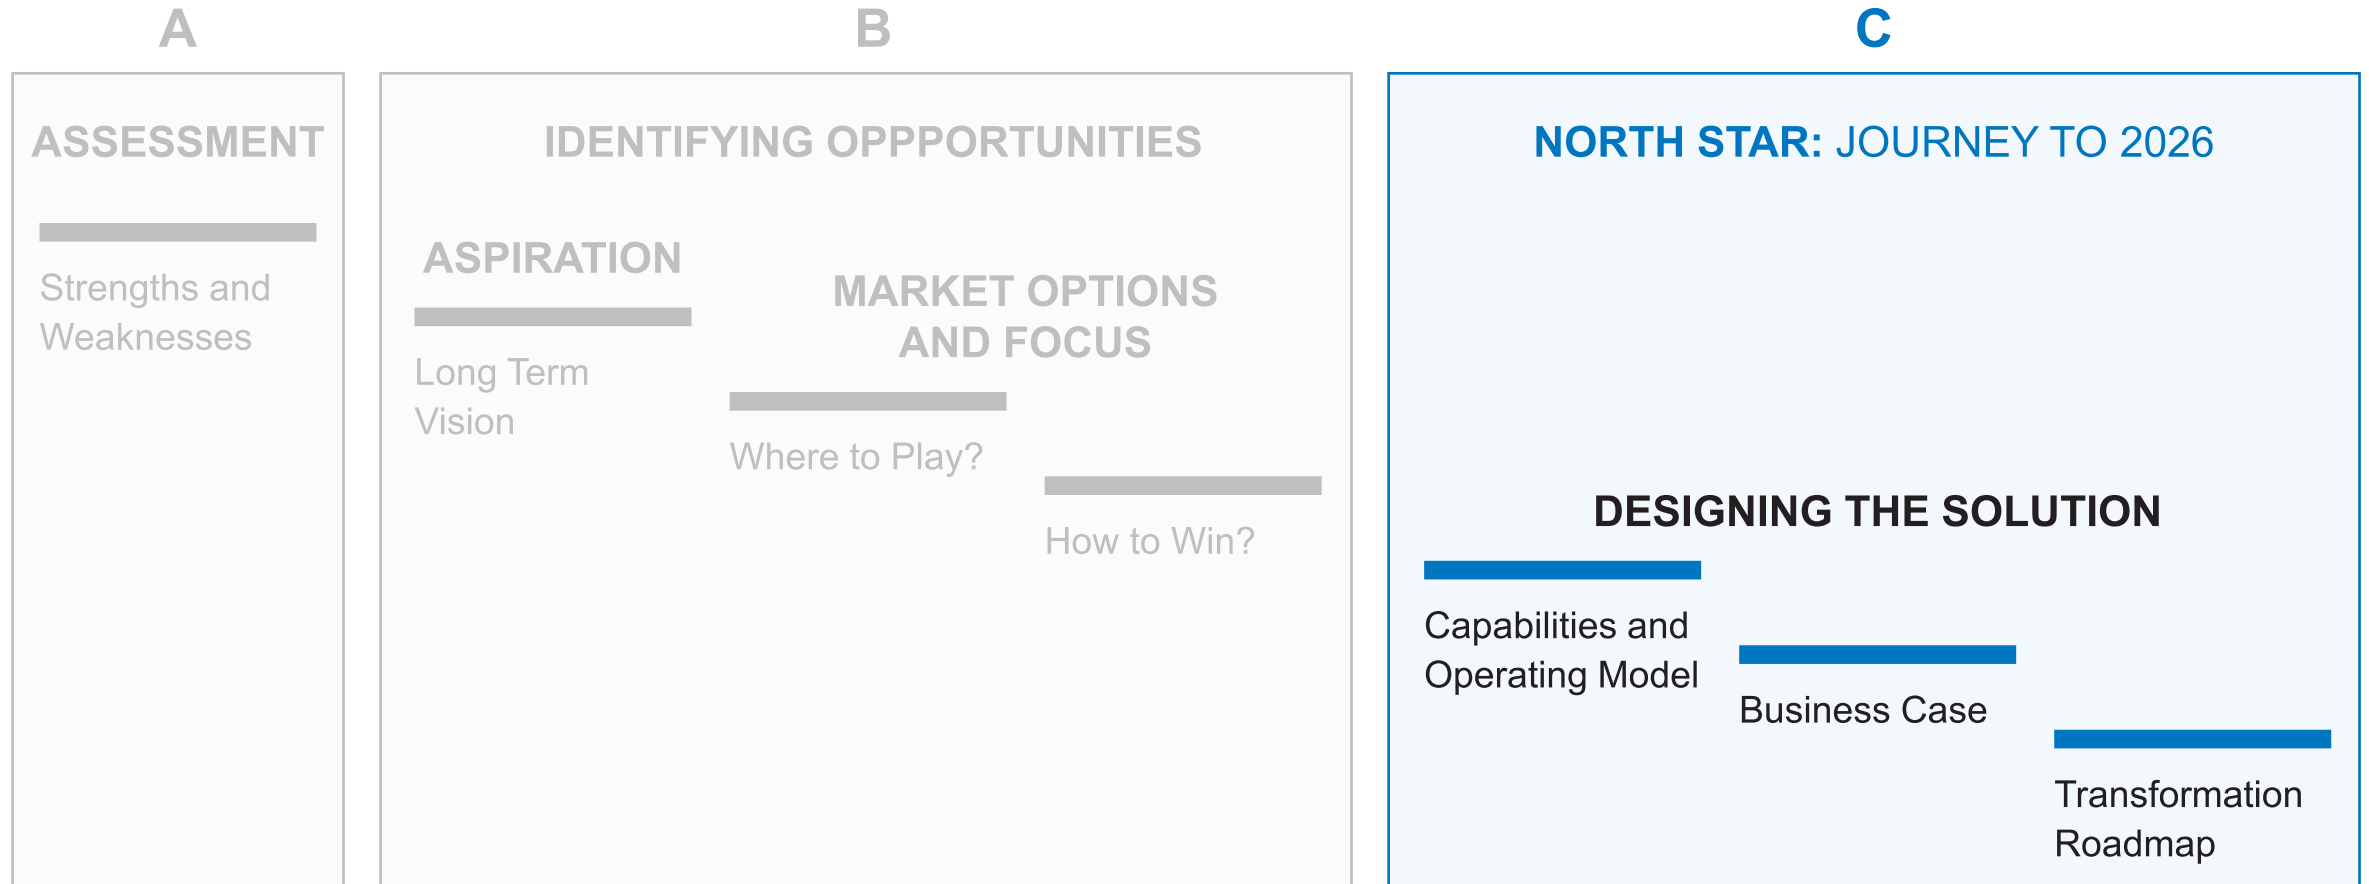 A
ASSESSMENT
Strengths and
Weaknesses
B
IDENTIFYING OPPPORTUNITIES
ASPIRATION
Long Term
Vision
MARKET OPTIONS
AND FOCUS
Where to Play?
How to Win?
C
NORTH STAR: JOURNEY TO 2026
DESIGNING THE SOLUTION
Capabilities and
Operating Model
Business Case
Transformation
Roadmap